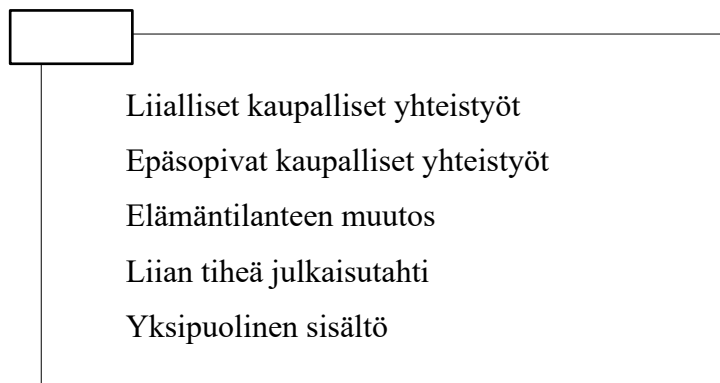 Liialliset kaupalliset yhteistyöt
Epäsopivat kaupalliset yhteistyöt
Elämäntilanteen muutos
Liian tiheä julkaisutahti
Yksipuolinen sisältö